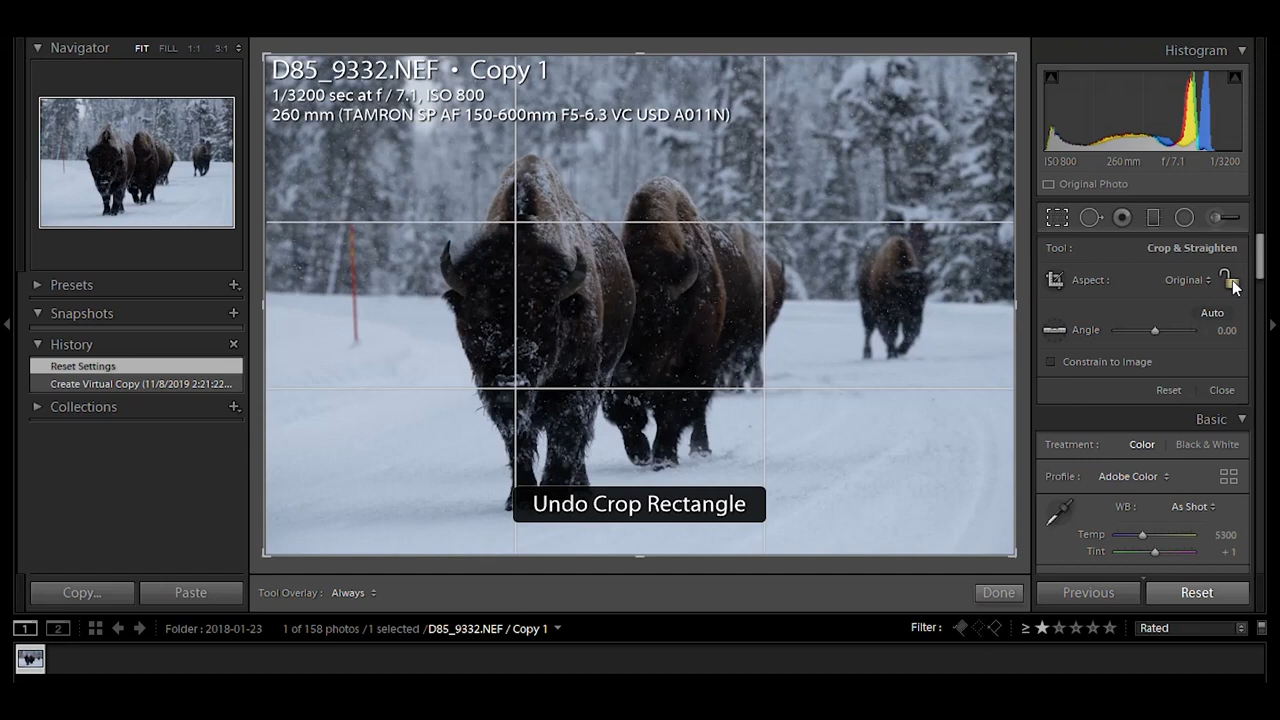 Navigator FIT FILL 1:1 3:1
Presets
Snapshots
History
Reset Settings
Create Virtual Copy (11/8/2019 2:21:22...
Collections
Copy...
Paste
D85_9332.NEF • Copy 1
1/3200 sec at f / 7.1, ISO 800
260 mm (TAMRON SP AF 150-600mm F5-6.3 VC USD A011N)
Undo Crop Rectangle
Tool Overlay : Always
Done
Histogram
ISO 800 260 mm f / 7.1 1/3200
Original Photo
Tool : Crop & Straighten
Aspect : Original
Auto
Angle 0.00
Constrain to Image
Reset Close
Basic
Treatment : Color Black & White
Profile : Adobe Color
WB : As Shot
Temp 5300
Tint + 1
Previous Reset
1 2 Folder : 2018-01-23 1 of 158 photos / 1 selected / D85_9332.NEF / Copy 1
Filter : ≥ Rated